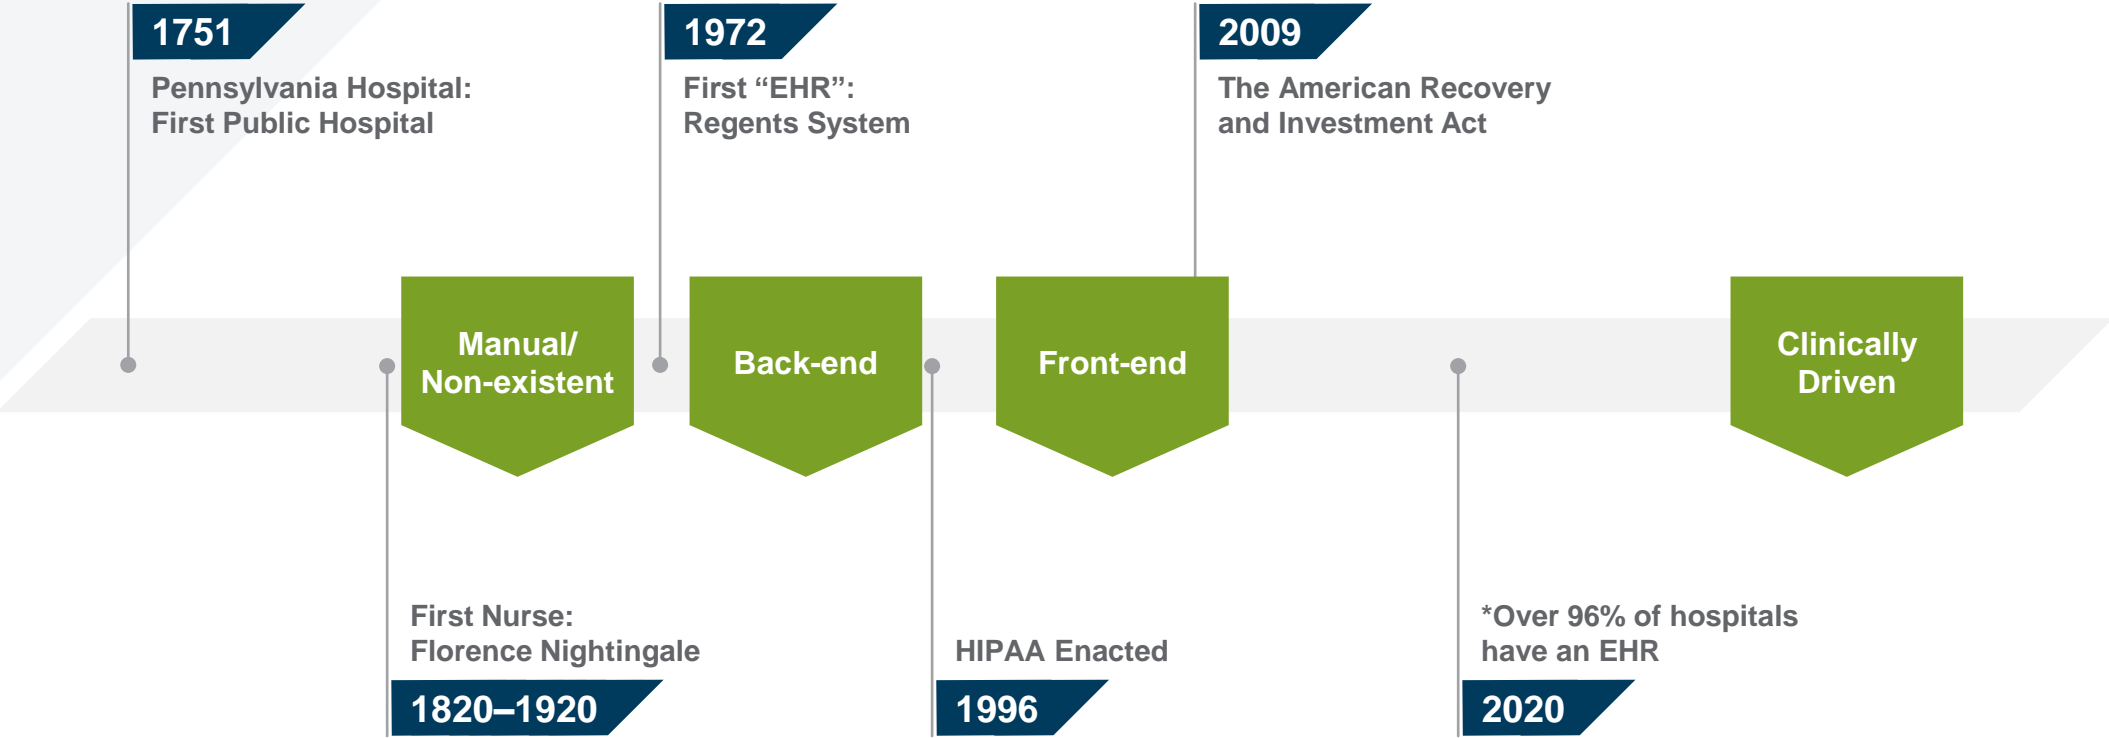 1751
Pennsylvania Hospital:
First Public Hospital
1972
First “EHR”:
Regents System
2009
The American Recovery
and Investment Act
Manual/
Non-existent
Back-end
Front-end
Clinically
Driven
First Nurse:
Florence Nightingale
1820–1920
HIPAA Enacted
1996
*Over 96% of hospitals
have an EHR
2020